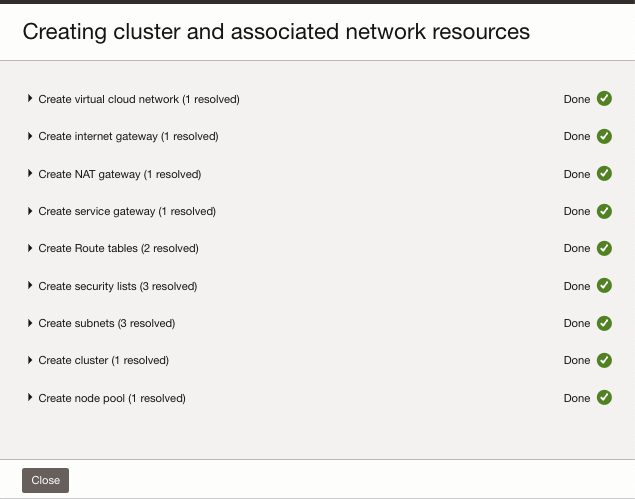 Creating cluster and associated network resources
Create virtual cloud network (1 resolved) Done
Create internet gateway (1 resolved) Done
Create NAT gateway (1 resolved) Done
Create service gateway (1 resolved) Done
Create Route tables (2 resolved) Done
Create security lists (3 resolved) Done
Create subnets (3 resolved) Done
Create cluster (1 resolved) Done
Create node pool (1 resolved) Done
Close